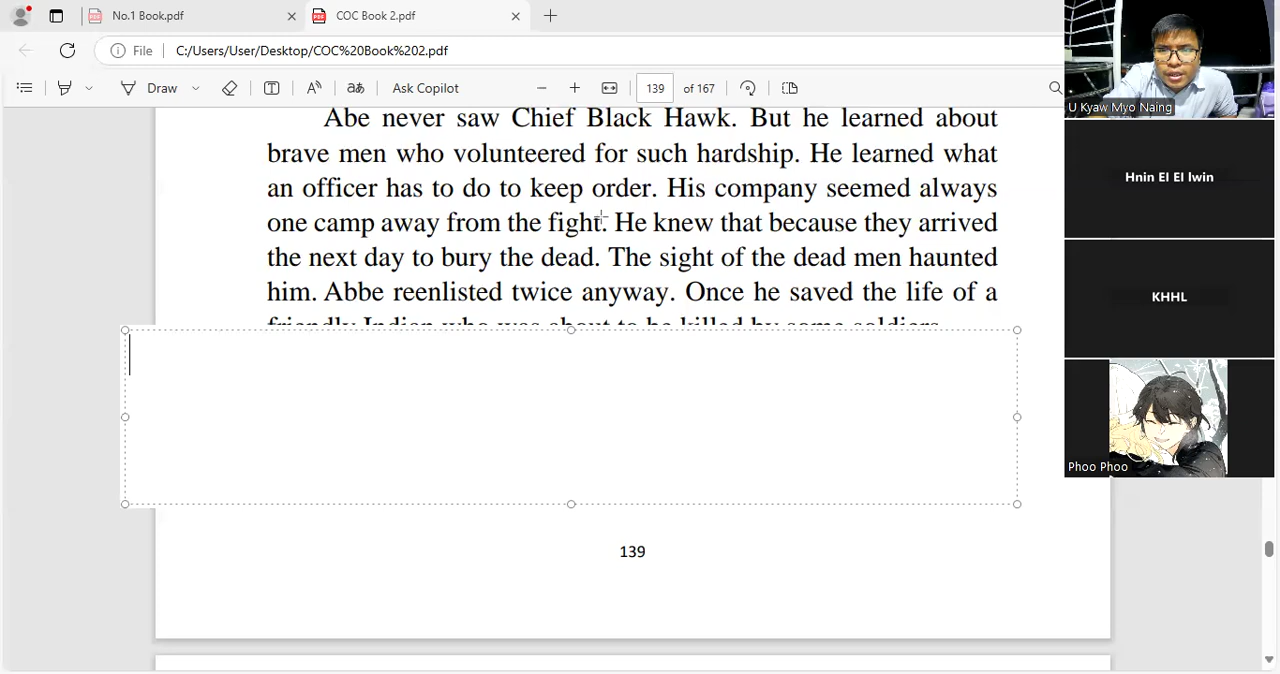 No.1 Book.pdf
COC Book 2.pdf
File
C:/Users/User/Desktop/COC%20Book%202.pdf
Draw
Ask Copilot
139
of 167
Abe never saw Chief Black Hawk. But he learned about
brave men who volunteered for such hardship. He learned what
an officer has to do to keep order. His company seemed always
one camp away from the fight. He knew that because they arrived
the next day to bury the dead. The sight of the dead men haunted
him. Abbe reenlisted twice anyway. Once he saved the life of a
friendly Indian who was about to be killed by some soldiers.
139
U Kyaw Myo Naing
Hnin EI EI lwin
KHHL
Phoo Phoo